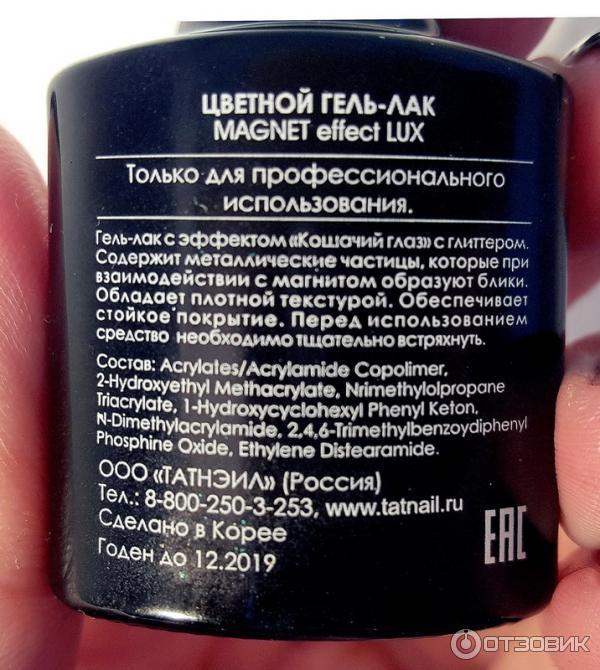 ЦВЕТНОЙ ГЕЛЬ-ЛАК
MAGNET effect LUX
Только для профессионального
использования.
Гель-лак с эффектом «Кошачий глаз» с глиттером.
Содержит металлические частицы, которые при
взаимодействии с магнитом образуют блики.
Обладает плотной текстурой. Обеспечивает
стойкое покрытие. Перед использованием
средство необходимо тщательно встряхнуть.
Состав: Acrylates/Acrylamide Copolimer,
2-Hydroxyethyl Methacrylate, Nrimethylolpropane
Triacrylate, 1-Hydroxycyclohexyl Phenyl Keton,
N-Dimethylacrylamide, 2,4,6-Trimethylbenzoydiphenyl
Phosphine Oxide, Ethylene Distearamide.
ООО «ТАТНЭИЛ» (Россия)
Тел.: 8-800-250-3-253, www.tatnail.ru
Сделано в Корее
Годен до 12.2019
ЕАС
ОТЗОВИК